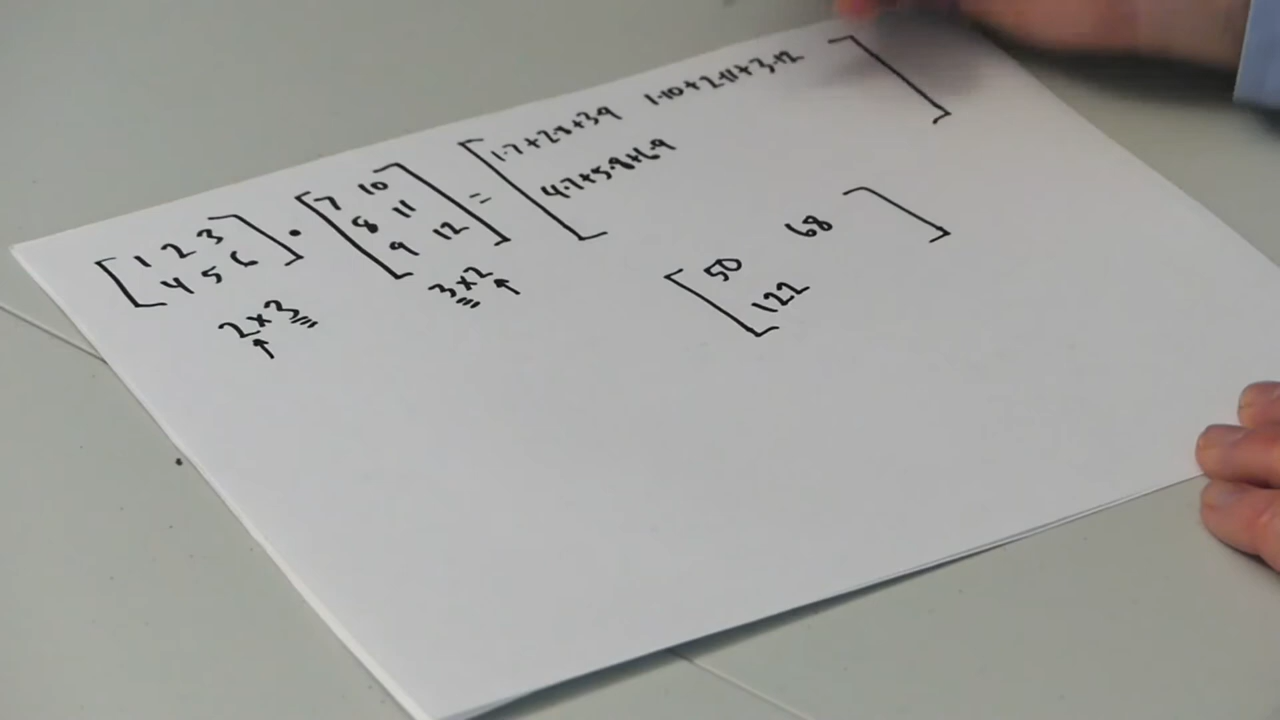 [1 2 3
4 5 6] · [7 10
8 11
9 12] = [1·7+2·8+3·9 1·10+2·11+3·12
4·7+5·8+6·9]
2×3 3×2
[50 68
122]